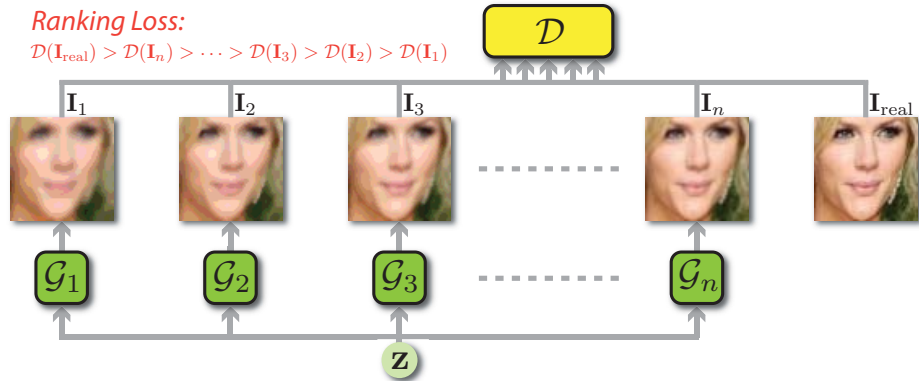 Ranking Loss:
D(I_real) > D(I_n) > ⋯ > D(I_3) > D(I_2) > D(I_1)
D
I_1 I_2 I_3 I_n I_real
G_1 G_2 G_3 G_n
z